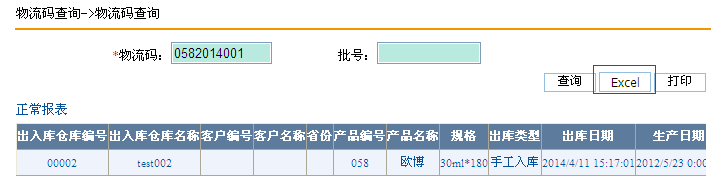 物流码查询->物流码查询
*物流码： 0582014001 批号：
查询 Excel 打印
正常报表
出入库仓库编号 出入库仓库名称 客户编号 客户名称 省份 产品编号 产品名称 规格 出库类型 出库日期 生产日期
00002 test002 058 欧博 30ml*180 手工入库 2014/4/11 15:17:01 2012/5/23 0:00